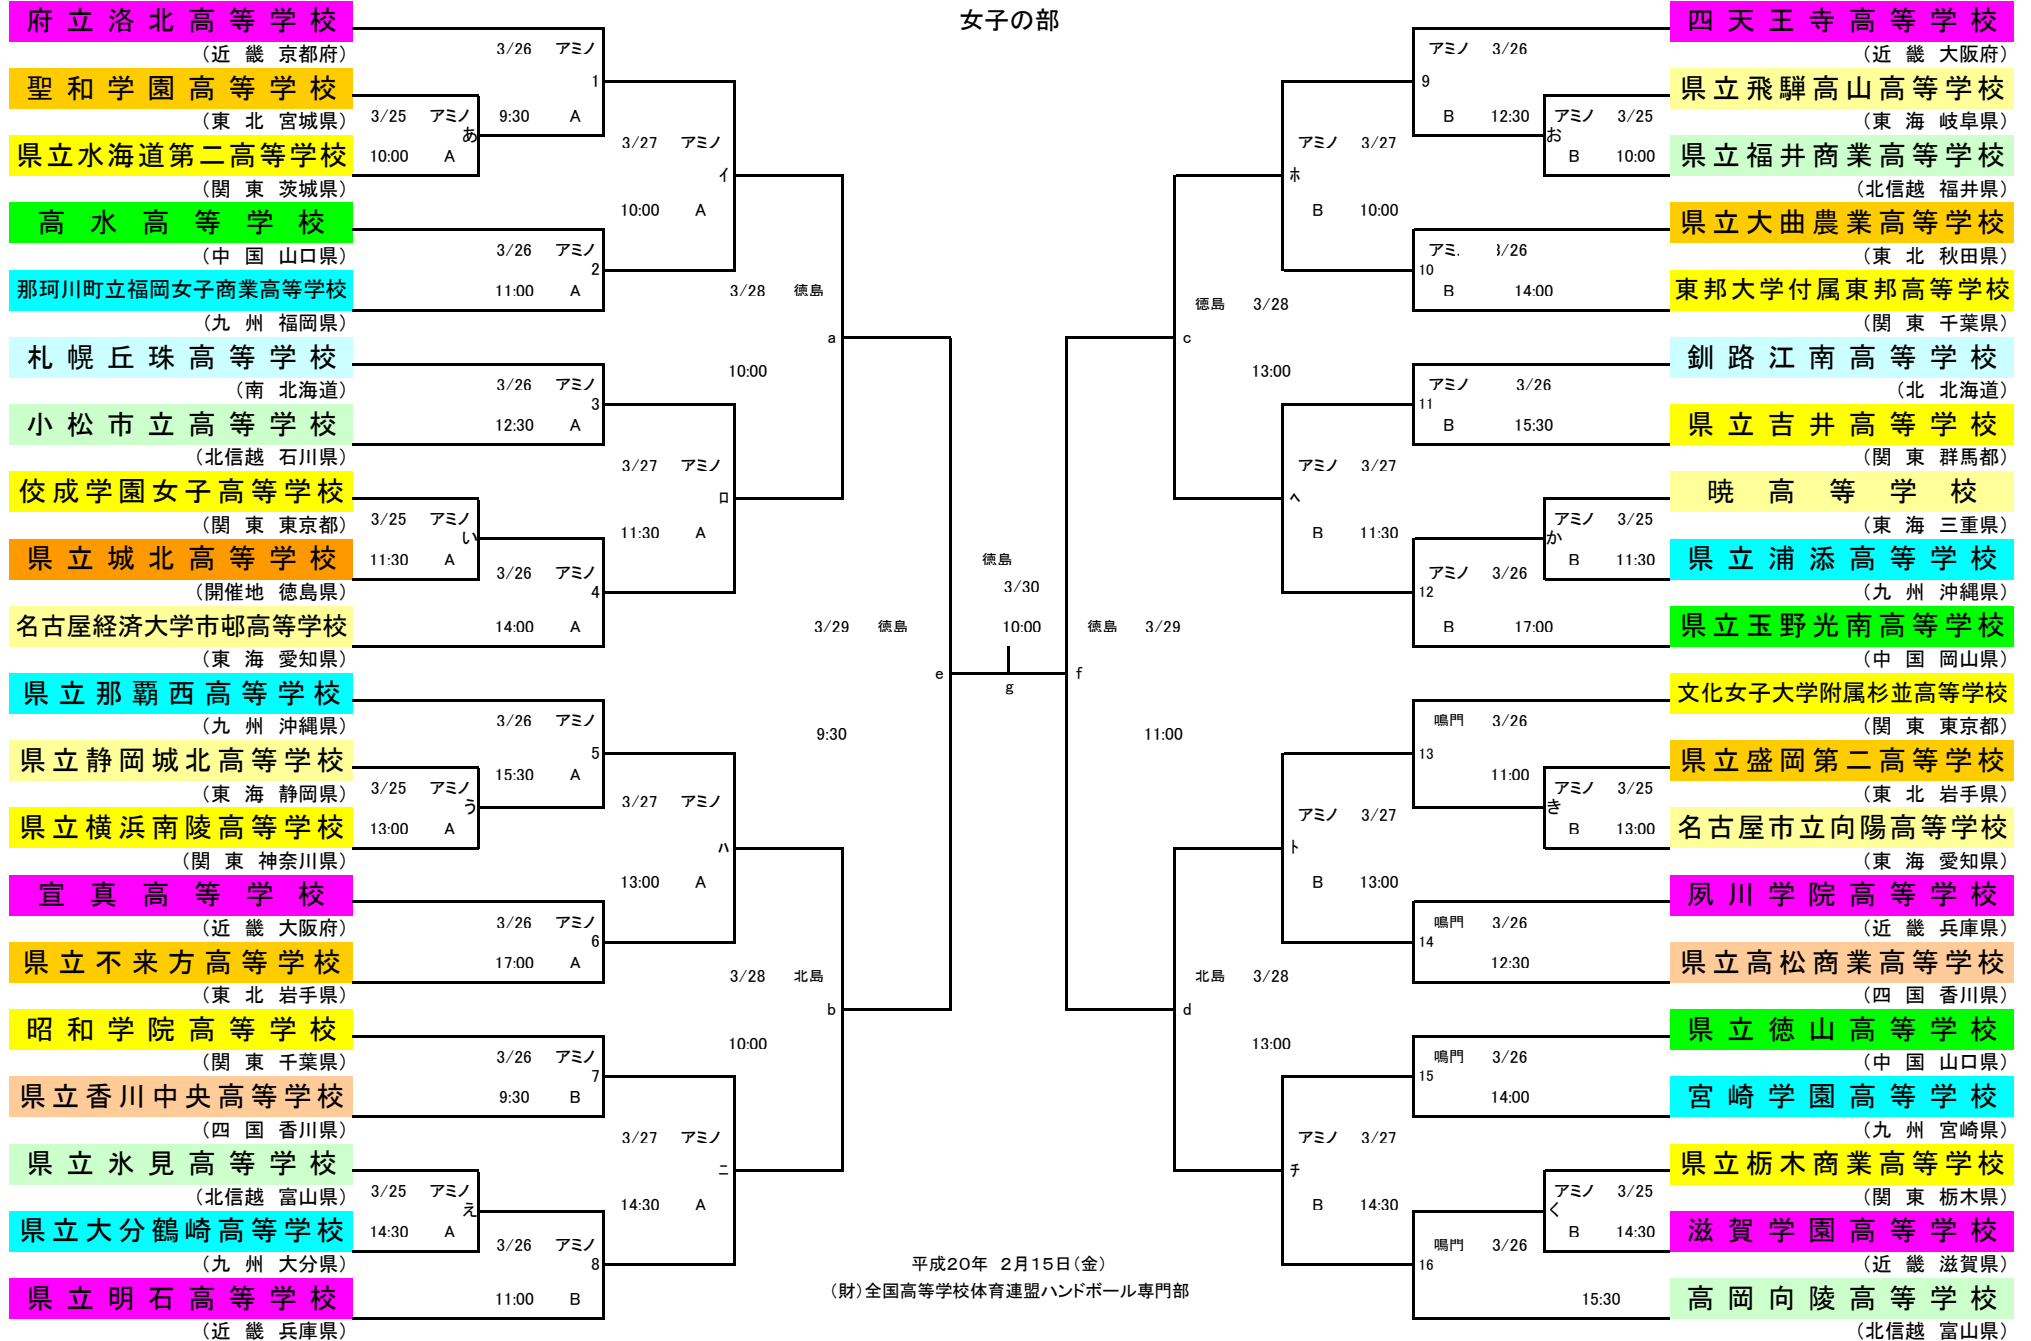 女子の部
府立洛北高等学校
（近 畿 京都府）
聖和学園高等学校
（東 北 宮城県）
県立水海道第二高等学校
（関 東 茨城県）
高水高等学校
（中 国 山口県）
那珂川町立福岡女子商業高等学校
（九 州 福岡県）
札幌丘珠高等学校
（南 北海道）
小松市立高等学校
（北信越 石川県）
佼成学園女子高等学校
（関 東 東京都）
県立城北高等学校
（開催地 徳島県）
名古屋経済大学市邨高等学校
（東 海 愛知県）
県立那覇西高等学校
（九 州 沖縄県）
県立静岡城北高等学校
（東 海 静岡県）
県立横浜南陵高等学校
（関 東 神奈川県）
宣真高等学校
（近 畿 大阪府）
県立不来方高等学校
（東 北 岩手県）
昭和学院高等学校
（関 東 千葉県）
県立香川中央高等学校
（四 国 香川県）
県立氷見高等学校
（北信越 富山県）
県立大分鶴崎高等学校
（九 州 大分県）
県立明石高等学校
（近 畿 兵庫県）
3/25 アミノ
あ
10:00 A
3/25 アミノ
い
11:30 A
3/25 アミノ
う
13:00 A
3/25 アミノ
え
14:30 A
3/26 アミノ
1
9:30 A
3/26 アミノ
2
11:00 A
3/26 アミノ
3
12:30 A
3/26 アミノ
4
14:00 A
3/26 アミノ
5
15:30 A
3/26 アミノ
6
17:00 A
3/26 アミノ
7
9:30 B
3/26 アミノ
8
11:00 B
3/27 アミノ
イ
10:00 A
3/27 アミノ
ロ
11:30 A
3/27 アミノ
ハ
13:00 A
3/27 アミノ
ニ
14:30 A
3/28 徳島
a
10:00
3/28 北島
b
10:00
3/29 徳島
e
9:30
徳島
3/30
10:00
g
徳島 3/29
f
11:00
徳島 3/28
c
13:00
北島 3/28
d
13:00
アミノ 3/27
ホ
B 10:00
アミノ 3/27
ヘ
B 11:30
アミノ 3/27
ト
B 13:00
アミノ 3/27
チ
B 14:30
アミノ 3/26
9
B 12:30
3/26
10
B 14:00
アミノ 3/26
11
B 15:30
アミノ 3/26
12
B 17:00
鳴門 3/26
13
11:00
鳴門 3/26
14
12:30
鳴門 3/26
15
14:00
鳴門 3/26
16
15:30
アミノ 3/25
お
B 10:00
アミノ 3/25
か
B 11:30
アミノ 3/25
き
B 13:00
アミノ 3/25
く
B 14:30
四天王寺高等学校
（近 畿 大阪府）
県立飛騨高山高等学校
（東 海 岐阜県）
県立福井商業高等学校
（北信越 福井県）
県立大曲農業高等学校
（東 北 秋田県）
東邦大学付属東邦高等学校
（関 東 千葉県）
釧路江南高等学校
（北 北海道）
県立吉井高等学校
（関 東 群馬都）
暁高等学校
（東 海 三重県）
県立浦添高等学校
（九 州 沖縄県）
県立玉野光南高等学校
（中 国 岡山県）
文化女子大学附属杉並高等学校
（関 東 東京都）
県立盛岡第二高等学校
（東 北 岩手県）
名古屋市立向陽高等学校
（東 海 愛知県）
夙川学院高等学校
（近 畿 兵庫県）
県立高松商業高等学校
（四 国 香川県）
県立徳山高等学校
（中 国 山口県）
宮崎学園高等学校
（九 州 宮崎県）
県立栃木商業高等学校
（関 東 栃木県）
滋賀学園高等学校
（近 畿 滋賀県）
高岡向陵高等学校
（北信越 富山県）
平成20年 2月15日（金）
（財）全国高等学校体育連盟ハンドボール専門部